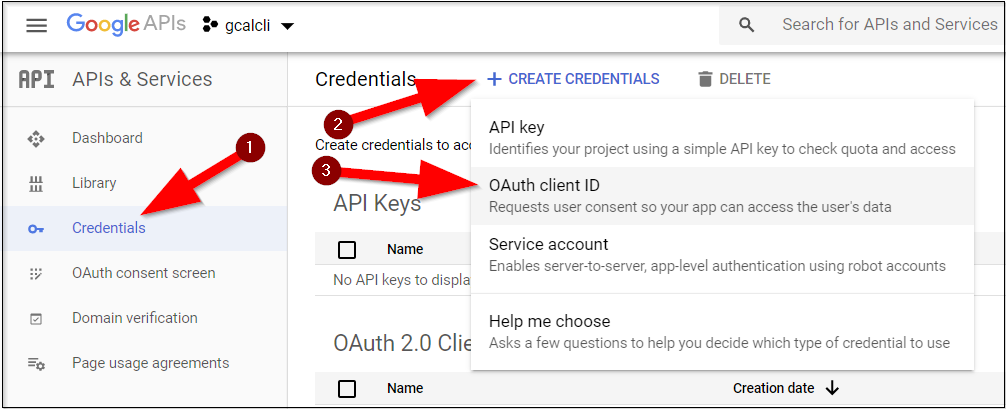 Google APIs
gcalcli
Search for APIs and Services
API
APIs & Services
Dashboard
Library
Credentials
OAuth consent screen
Domain verification
Page usage agreements
Credentials
+ CREATE CREDENTIALS
DELETE
Create credentials to acc
API Keys
Name
No API keys to displa
OAuth 2.0 Clie
Name
Creation date
API key
Identifies your project using a simple API key to check quota and access
OAuth client ID
Requests user consent so your app can access the user's data
Service account
Enables server-to-server, app-level authentication using robot accounts
Help me choose
Asks a few questions to help you decide which type of credential to use
1
2
3